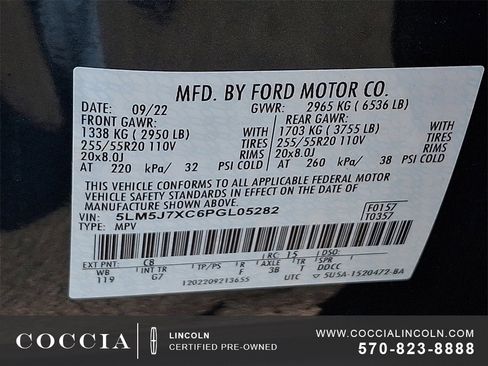 MFD. BY FORD MOTOR CO.
DATE: 09/22 GVWR: 2965 KG ( 6536 LB)
FRONT GAWR: REAR GAWR:
1338 KG ( 2950 LB) 1703 KG ( 3755 LB)
255/55R20 110V TIRES 255/55R20 110V TIRES
20x8.0J RIMS 20x8.0J RIMS
AT 220 kPa/ 32 PSI COLD AT 260 kPa/ 38 PSI COLD
THIS VEHICLE CONFORMS TO ALL APPLICABLE FEDERAL MOTOR
VEHICLE SAFETY STANDARDS IN EFFECT ON THE DATE OF
MANUFACTURE SHOWN ABOVE.
VIN: 5LM5J7XC6PGL05282 F0157
TYPE: MPV T0357
EXT PNT: C8 RC: 15 DSO:
WB INT TR TP/PS R AXLE TR SPR
119 G7 F 3B T DDCC
1202209213655 UTC 5U5A-1520472-BA
COCCIA LINCOLN
CERTIFIED PRE-OWNED
WWW.COCCIALINCOLN.COM
570-823-8888